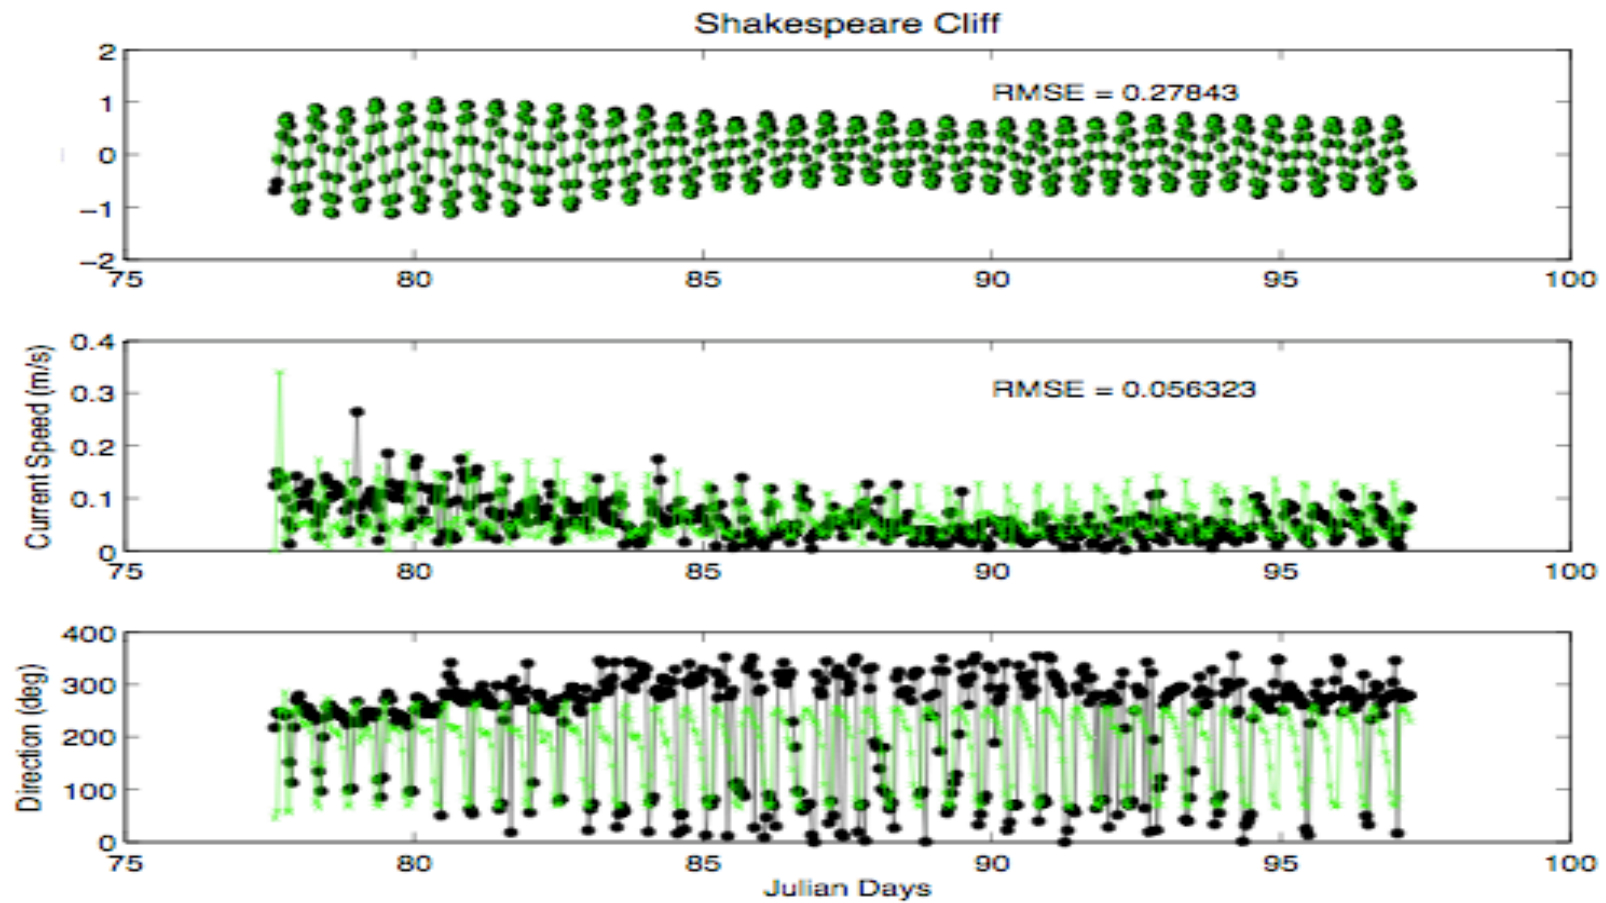 Shakespeare Cliff
2
1
0
−1
−2
RMSE = 0.27843
75 80 85 90 95 100
Current Speed (m/s)
0.4
0.3
0.2
0.1
0
RMSE = 0.056323
75 80 85 90 95 100
Direction (deg)
400
300
200
100
0
75 80 85 90 95 100
Julian Days